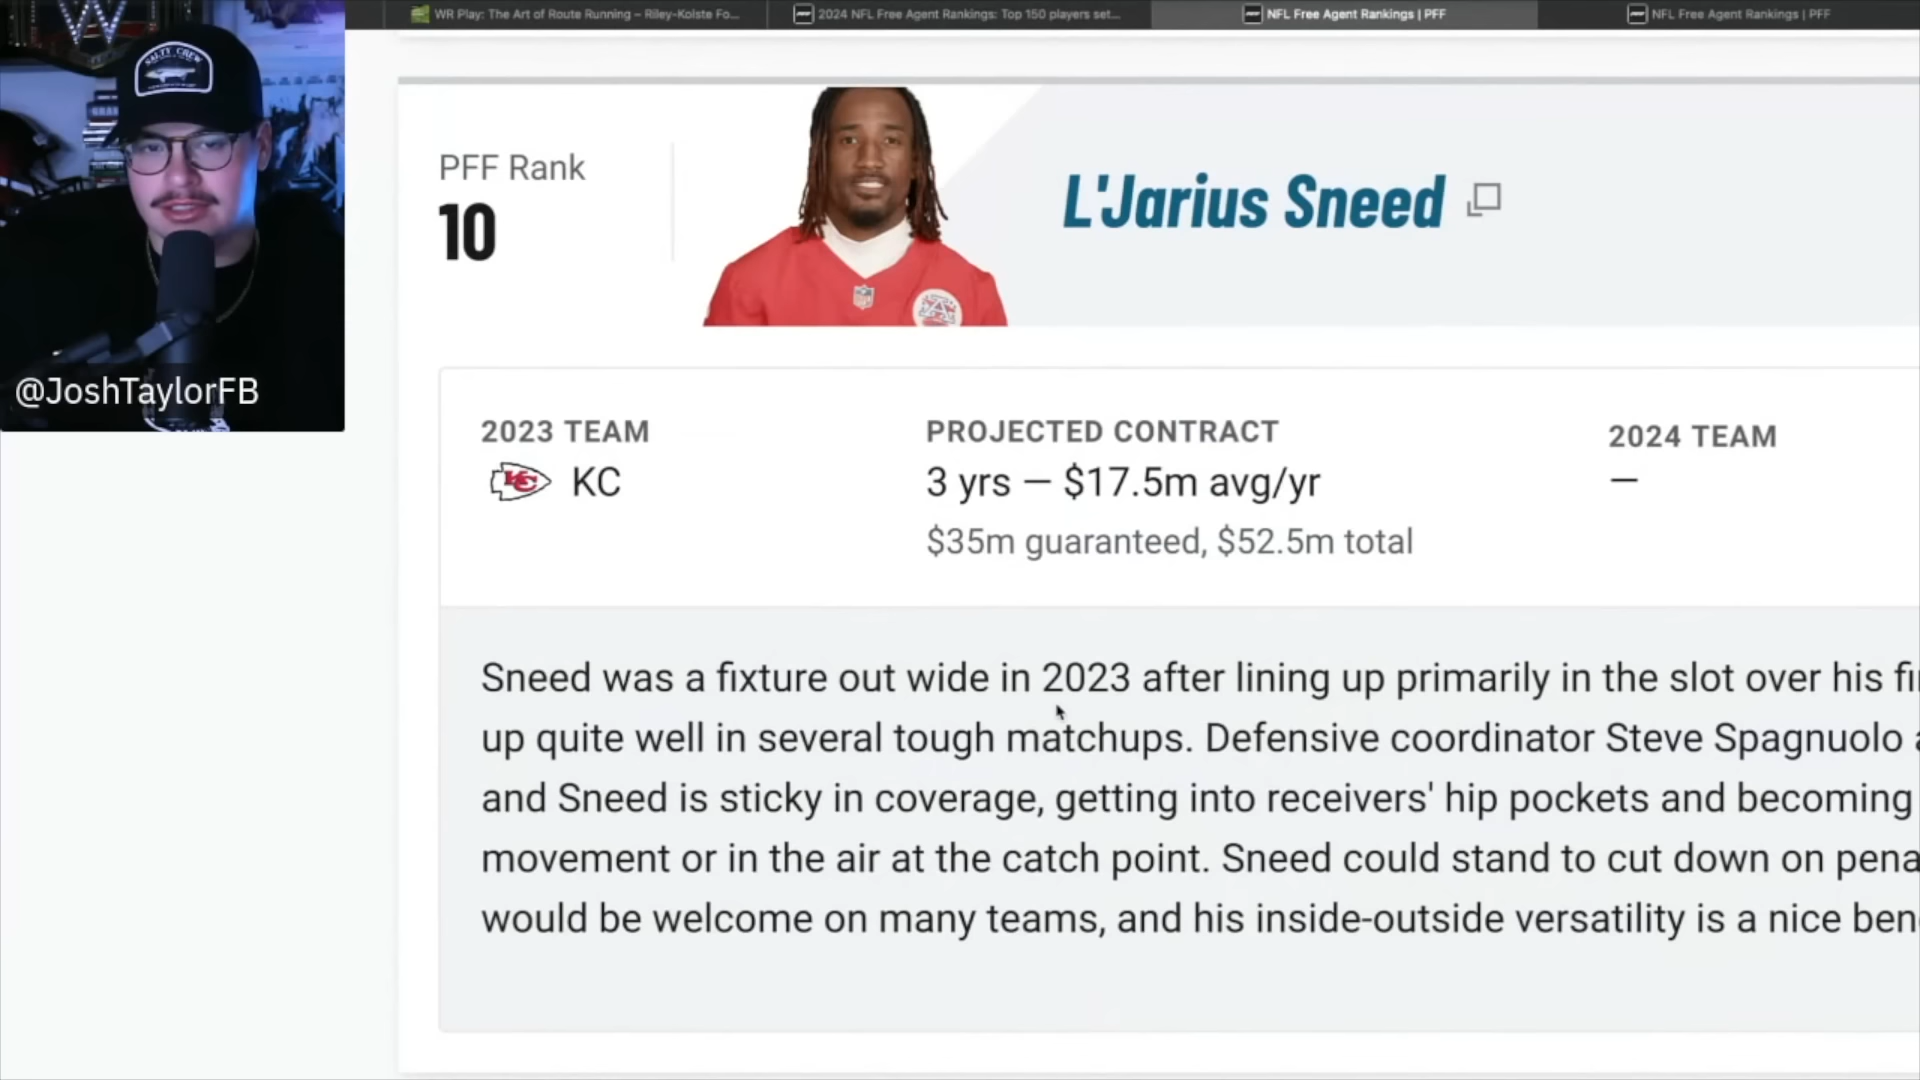 WR Play: The Art of Route Running – Riley-Kolste Fo...
2024 NFL Free Agent Rankings: Top 150 players set...
NFL Free Agent Rankings | PFF
NFL Free Agent Rankings | PFF
W
SALTY CREW
@JoshTaylorFB
PFF Rank
10
L'Jarius Sneed
2023 TEAM
KC
PROJECTED CONTRACT
3 yrs — $17.5m avg/yr
$35m guaranteed, $52.5m total
2024 TEAM
—
Sneed was a fixture out wide in 2023 after lining up primarily in the slot over his fi
up quite well in several tough matchups. Defensive coordinator Steve Spagnuolo a
and Sneed is sticky in coverage, getting into receivers' hip pockets and becoming
movement or in the air at the catch point. Sneed could stand to cut down on pena
would be welcome on many teams, and his inside-outside versatility is a nice ben